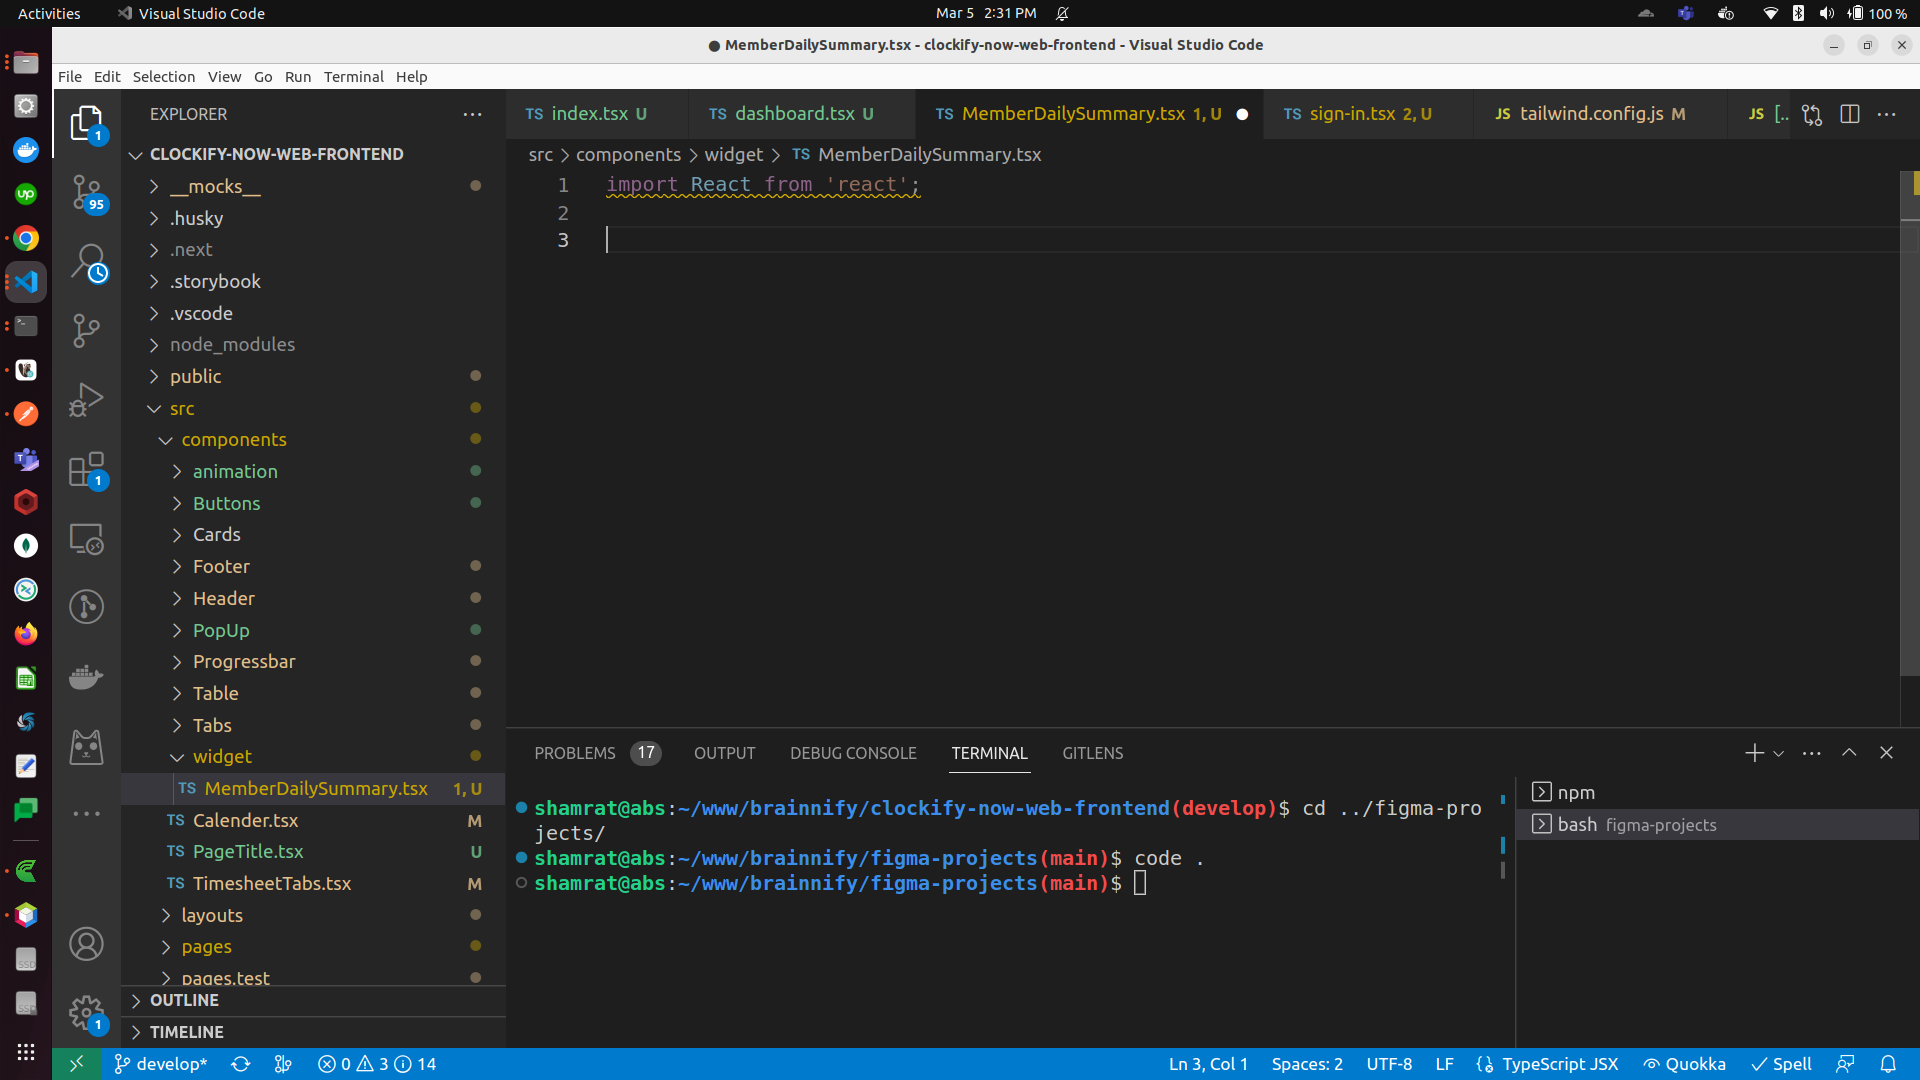 Activities
Visual Studio Code
Mar 5 2:31 PM
100 %
● MemberDailySummary.tsx - clockify-now-web-frontend - Visual Studio Code
File Edit Selection View Go Run Terminal Help
EXPLORER
CLOCKIFY-NOW-WEB-FRONTEND
__mocks__
.husky
.next
.storybook
.vscode
node_modules
public
src
components
animation
Buttons
Cards
Footer
Header
PopUp
Progressbar
Table
Tabs
widget
TS MemberDailySummary.tsx 1, U
TS Calender.tsx M
TS PageTitle.tsx U
TS TimesheetTabs.tsx M
layouts
pages
pages.test
OUTLINE
TIMELINE
1
95
1
1
TS index.tsx U
TS dashboard.tsx U
TS MemberDailySummary.tsx 1, U
TS sign-in.tsx 2, U
JS tailwind.config.js M
JS [..
src > components > widget > TS MemberDailySummary.tsx
1 import React from 'react';
2
3
PROBLEMS 17 OUTPUT DEBUG CONSOLE TERMINAL GITLENS
shamrat@abs:~/www/brainnify/clockify-now-web-frontend(develop)$ cd ../figma-pro
jects/
shamrat@abs:~/www/brainnify/figma-projects(main)$ code .
shamrat@abs:~/www/brainnify/figma-projects(main)$
npm
bash figma-projects
develop*
0 3 14
Ln 3, Col 1
Spaces: 2
UTF-8
LF
TypeScript JSX
Quokka
Spell